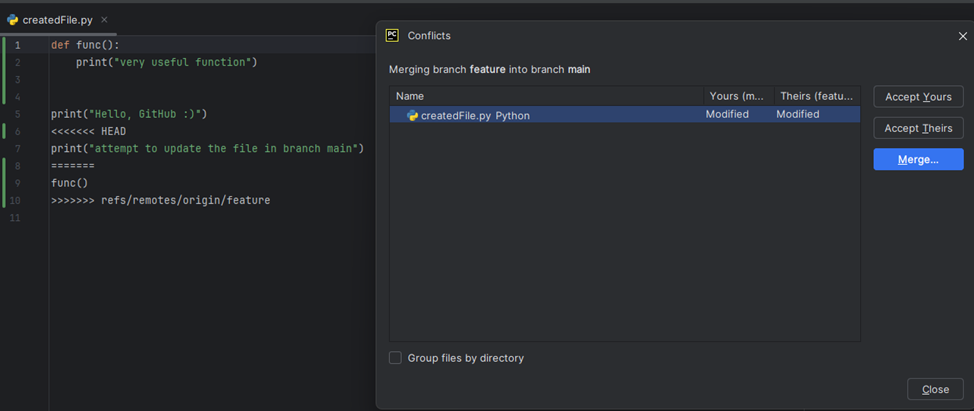 createdFile.py
1 def func():
2 print("very useful function")
3
4
5 print("Hello, GitHub :)")
6 <<<<<<< HEAD
7 print("attempt to update the file in branch main")
8 =======
9 func()
10 >>>>>>> refs/remotes/origin/feature
11
PC Conflicts
Merging branch feature into branch main
Name Yours (m... Theirs (featu...
createdFile.py Python Modified Modified
Accept Yours
Accept Theirs
Merge...
Group files by directory
Close